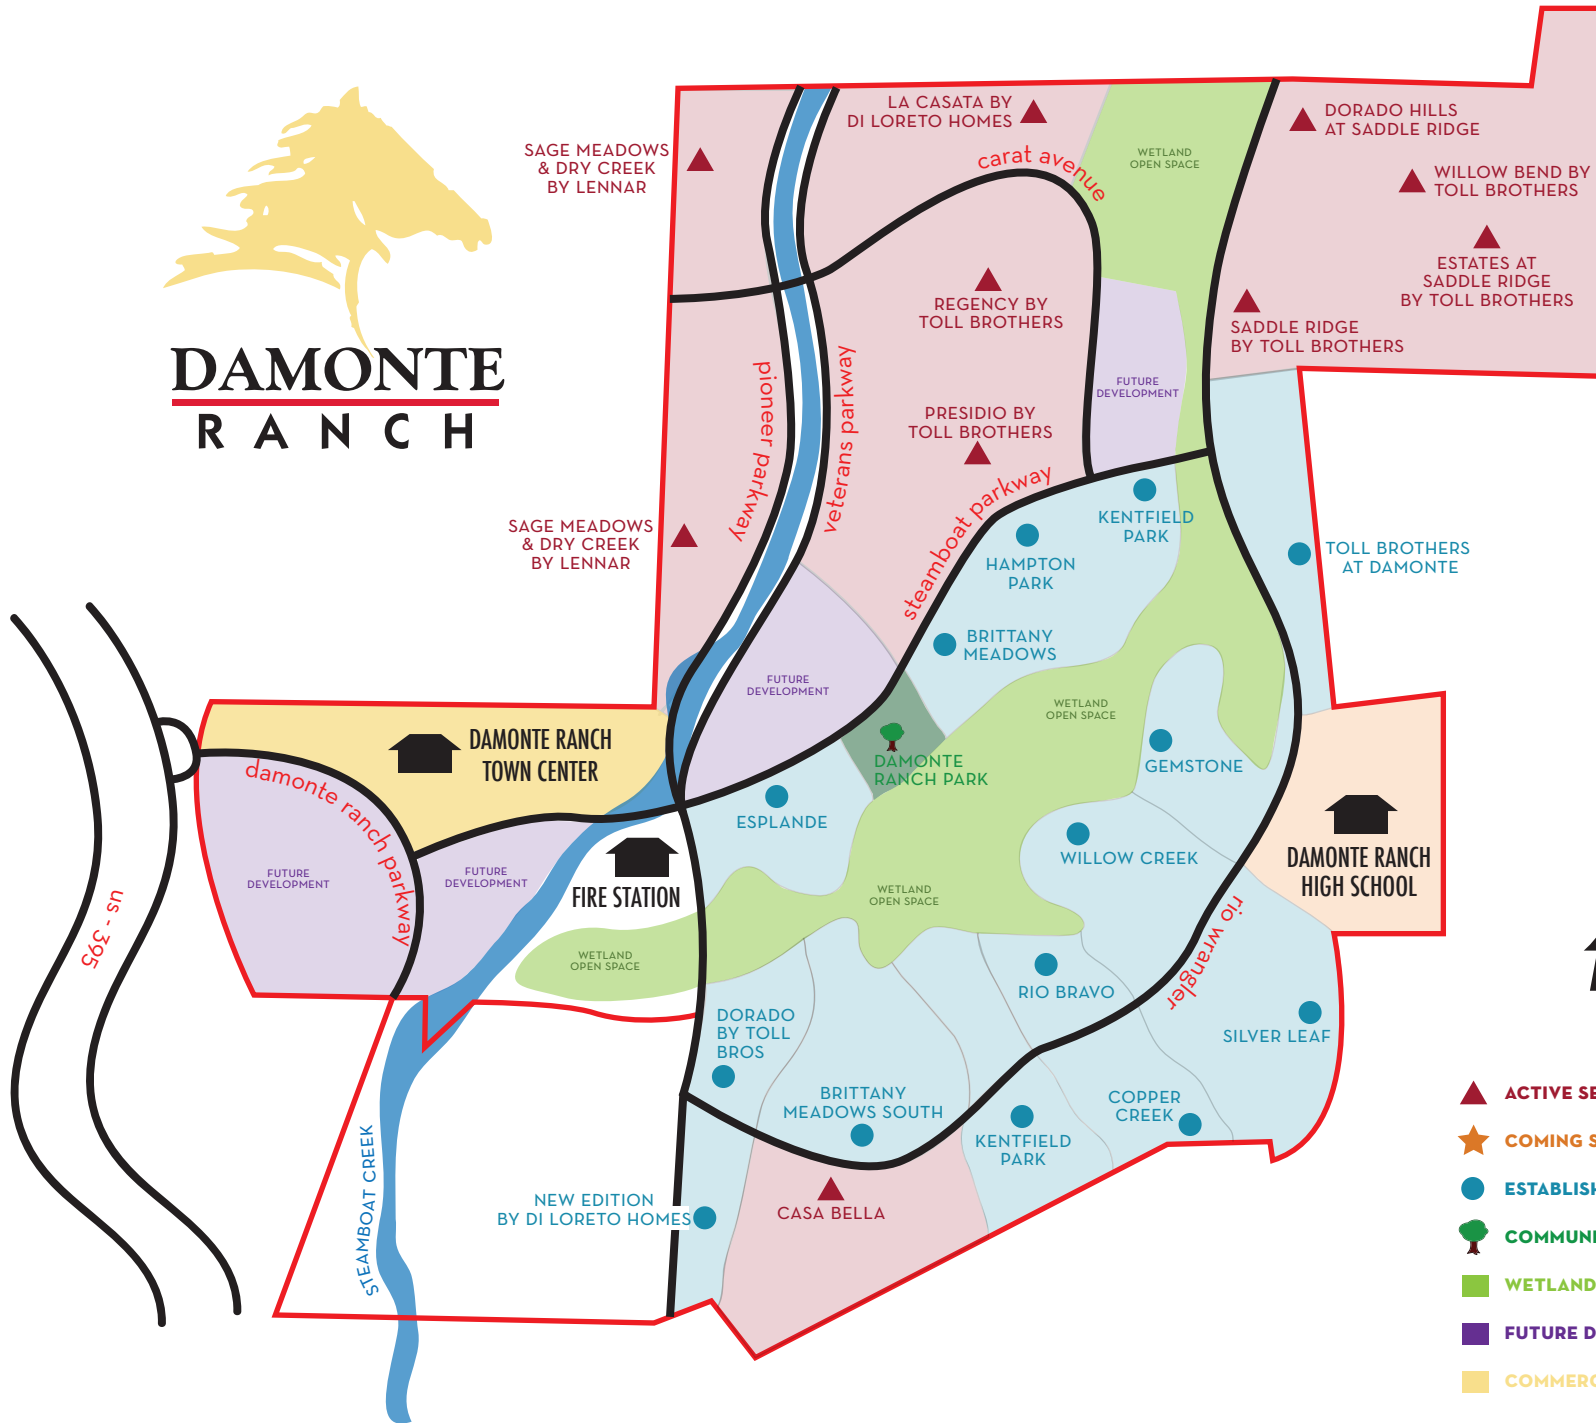 DAMONTE
RANCH
SAGE MEADOWS
& DRY CREEK
BY LENNAR
LA CASATA BY
DI LORETO HOMES
carat avenue
WETLAND
OPEN SPACE
DORADO HILLS
AT SADDLE RIDGE
WILLOW BEND BY
TOLL BROTHERS
ESTATES AT
SADDLE RIDGE
BY TOLL BROTHERS
SADDLE RIDGE
BY TOLL BROTHERS
REGENCY BY
TOLL BROTHERS
pioneer parkway
veterans parkway
FUTURE
DEVELOPMENT
PRESIDIO BY
TOLL BROTHERS
steamboat parkway
SAGE MEADOWS
& DRY CREEK
BY LENNAR
KENTFIELD
PARK
HAMPTON
PARK
TOLL BROTHERS
AT DAMONTE
BRITTANY
MEADOWS
FUTURE
DEVELOPMENT
WETLAND
OPEN SPACE
DAMONTE RANCH
TOWN CENTER
DAMONTE
RANCH PARK
GEMSTONE
damonte ranch parkway
ESPLANDE
WILLOW CREEK
DAMONTE RANCH
HIGH SCHOOL
FUTURE
DEVELOPMENT
FUTURE
DEVELOPMENT
FIRE STATION
WETLAND
OPEN SPACE
us - 395
rio wrangler
WETLAND
OPEN SPACE
RIO BRAVO
SILVER LEAF
DORADO
BY TOLL
BROS
BRITTANY
MEADOWS SOUTH
COPPER
CREEK
KENTFIELD
PARK
STEAMBOAT CREEK
NEW EDITION
BY DI LORETO HOMES
CASA BELLA
ACTIVE
COMING
WETLAND
FUTURE